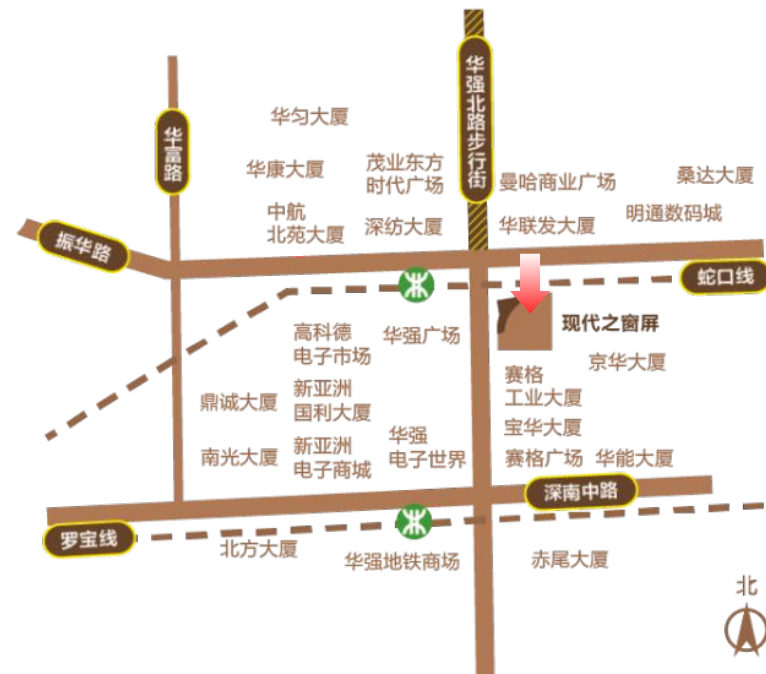 华强北路步行街
华富路
华匀大厦
华康大厦
茂业东方
时代广场
曼哈商业广场
桑达大厦
中航
北苑大厦
深纺大厦
华联发大厦
明通数码城
振华路
蛇口线
现代之窗屏
高科德
电子市场
华强广场
京华大厦
赛格
工业大厦
鼎诚大厦
新亚洲
国利大厦
宝华大厦
南光大厦
新亚洲
电子商城
华强
电子世界
赛格广场
华能大厦
深南中路
罗宝线
北方大厦
华强地铁商场
赤尾大厦
北